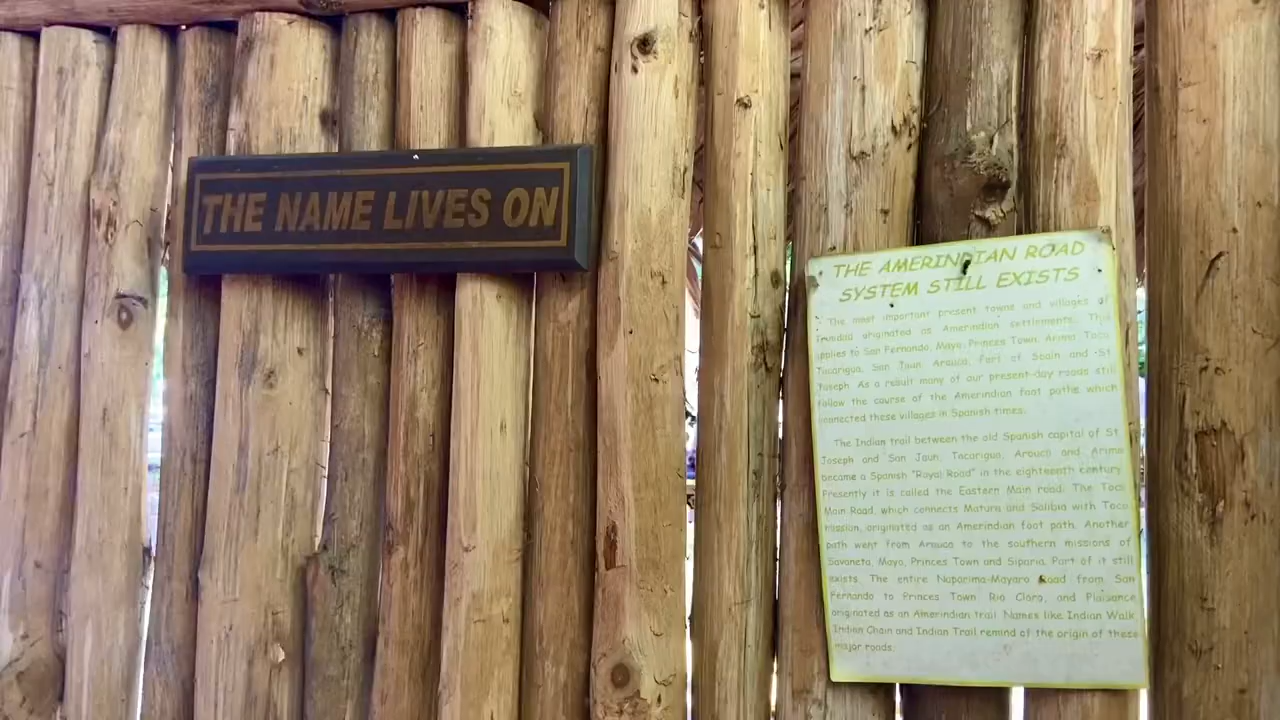 THE NAME LIVES ON
THE AMERINDIAN ROAD
SYSTEM STILL EXISTS
The most important present towns and villages of
Trinidad originated as Amerindian settlements. This
applies to San Fernando, Mayo, Princes Town, Arima, Toco
Tacarigua, San Juan, Arauca, Port of Spain and St
Joseph. As a result many of our present-day roads still
follow the course of the Amerindian foot paths which
connected these villages in Spanish times.
The Indian trail between the old Spanish capital of St
Joseph and San Jaun, Tacarigua, Arouca and Arima
became a Spanish "Royal Road" in the eighteenth century
Presently it is called the Eastern Main road. The Toco
Main Road, which connects Matura and Salibia with Toco
mission, originated as an Amerindian foot path. Another
path went from Arauca to the southern missions of
Savaneta, Mayo, Princes Town and Siparia. Part of it still
exists. The entire Naparima-Mayaro Road from San
Fernando to Princes Town Rio Claro, and Plaisance
originated as an Amerindian trail. Names like Indian Walk
Indian Chain and Indian Trail remind of the origin of these
major roads.